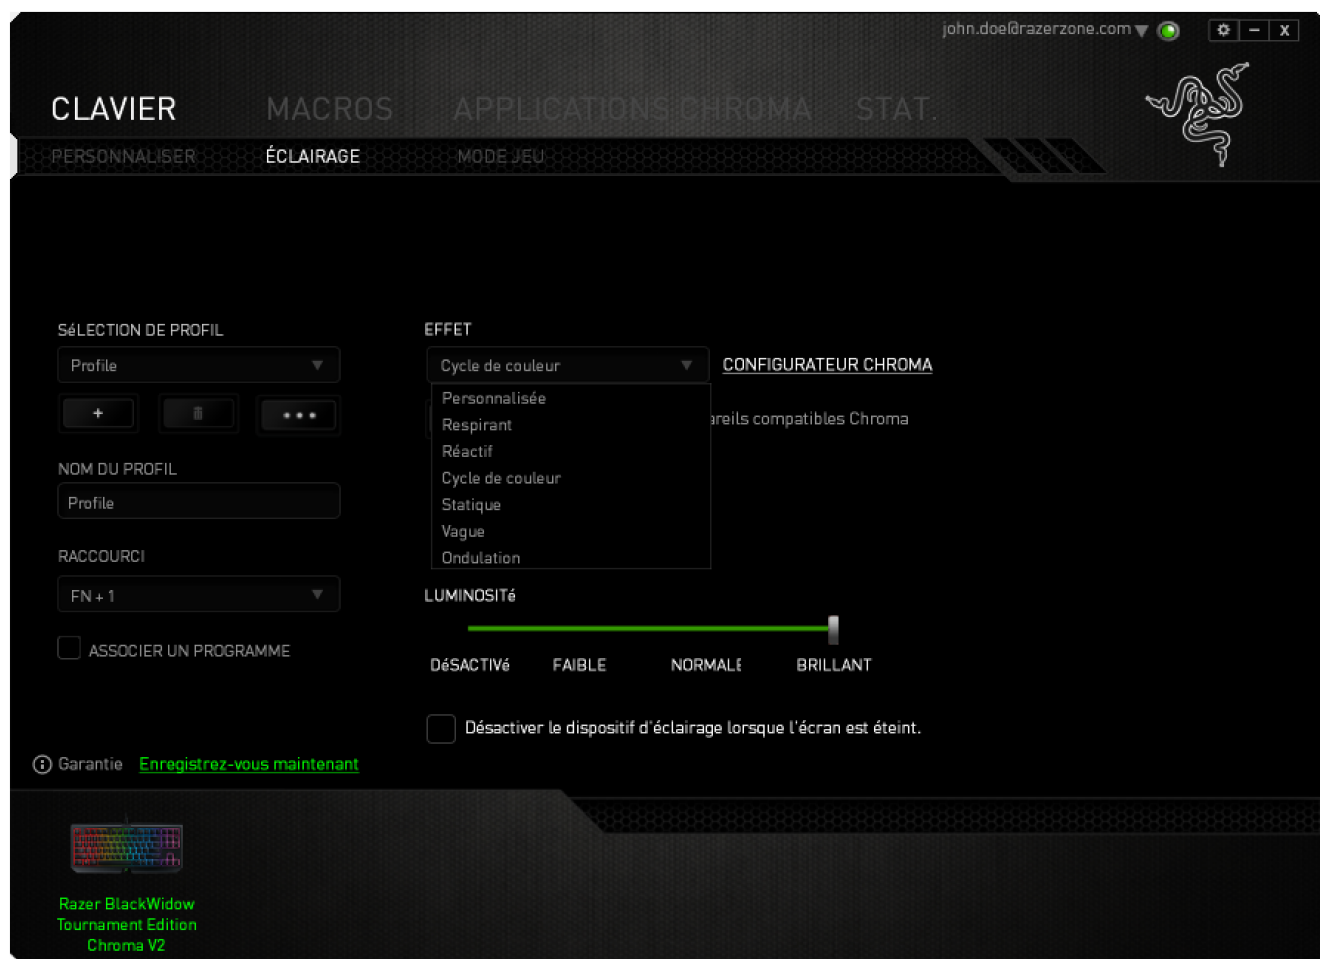 john.doe@razerzone.com
X
CLAVIER MACROS APPLICATIONS CHROMA STAT.
PERSONNALISER ÉCLAIRAGE MODE JEU
SéLECTION DE PROFIL
Profile
+
NOM DU PROFIL
Profile
RACCOURCI
FN + 1
ASSOCIER UN PROGRAMME
EFFET
Cycle de couleur
CONFIGURATEUR CHROMA
Personnalisée
Respirant
Réactif
Cycle de couleur
Statique
Vague
Ondulation
areils compatibles Chroma
LUMINOSITé
DéSACTIVé FAIBLE NORMALE BRILLANT
Désactiver le dispositif d'éclairage lorsque l'écran est éteint.
Garantie Enregistrez-vous maintenant
Razer BlackWidow
Tournament Edition
Chroma V2